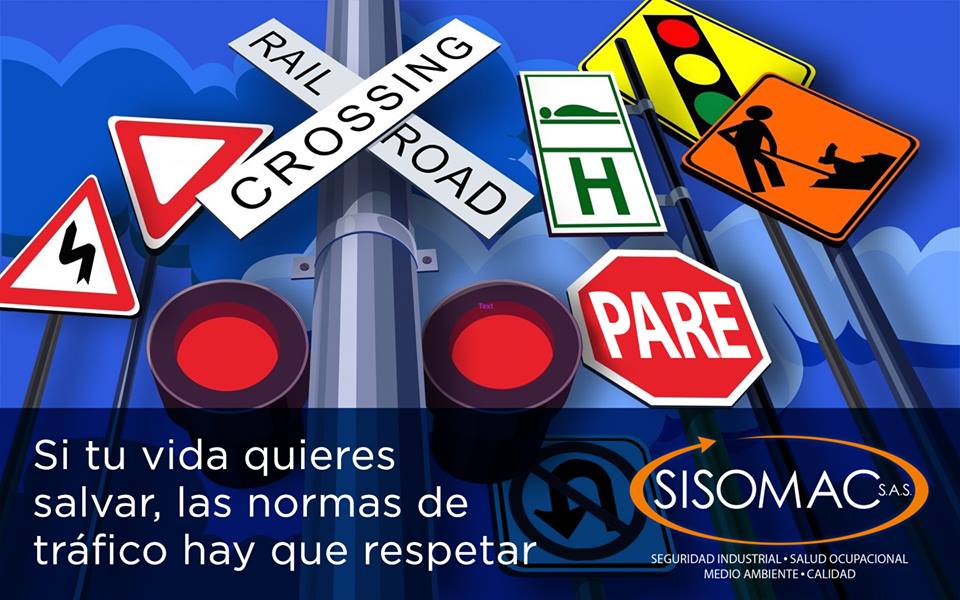 RAIL
ROAD
CROSSING
H
PARE
Text
Si tu vida quieres
salvar, las normas de
tráfico hay que respetar
SISOMAC S.A.S.
SEGURIDAD INDUSTRIAL • SALUD OCUPACIONAL
MEDIO AMBIENTE • CALIDAD